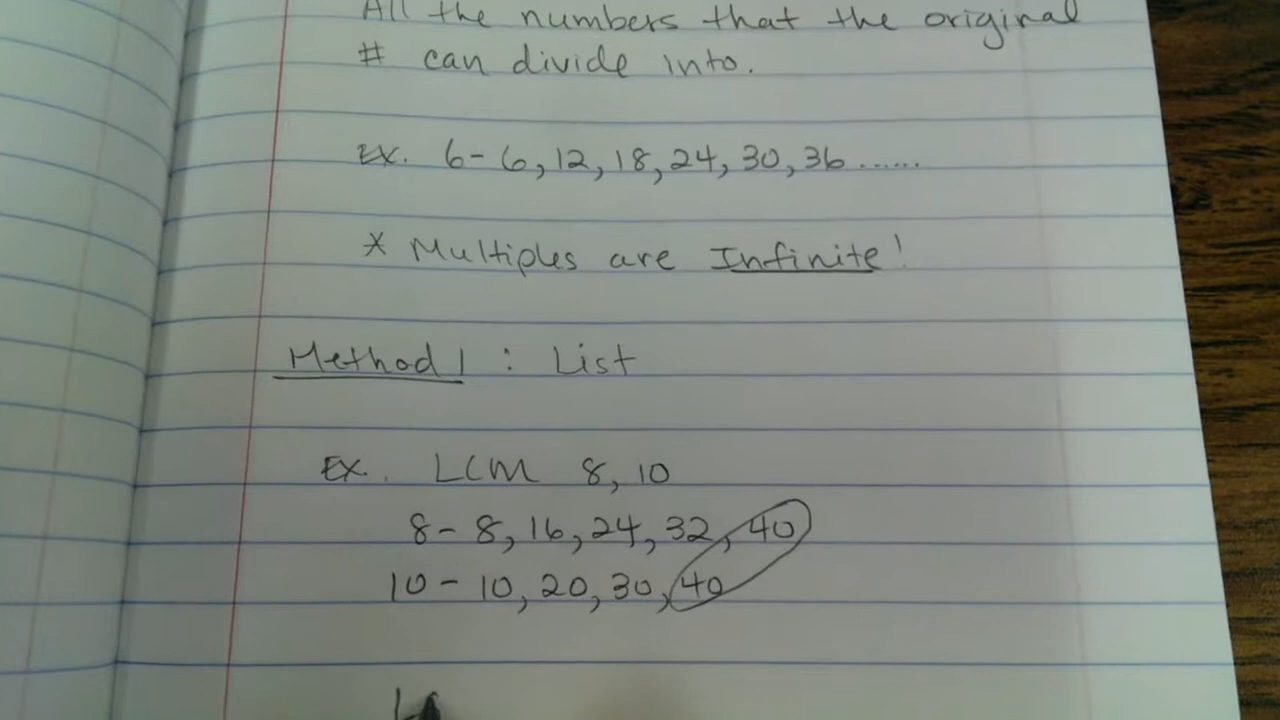 All the numbers that the original
# can divide into.
Ex. 6 - 6, 12, 18, 24, 30, 36 ......
* Multiples are Infinite!
Method 1 : List
Ex. LCM 8, 10
8 - 8, 16, 24, 32, 40
10 - 10, 20, 30, 40